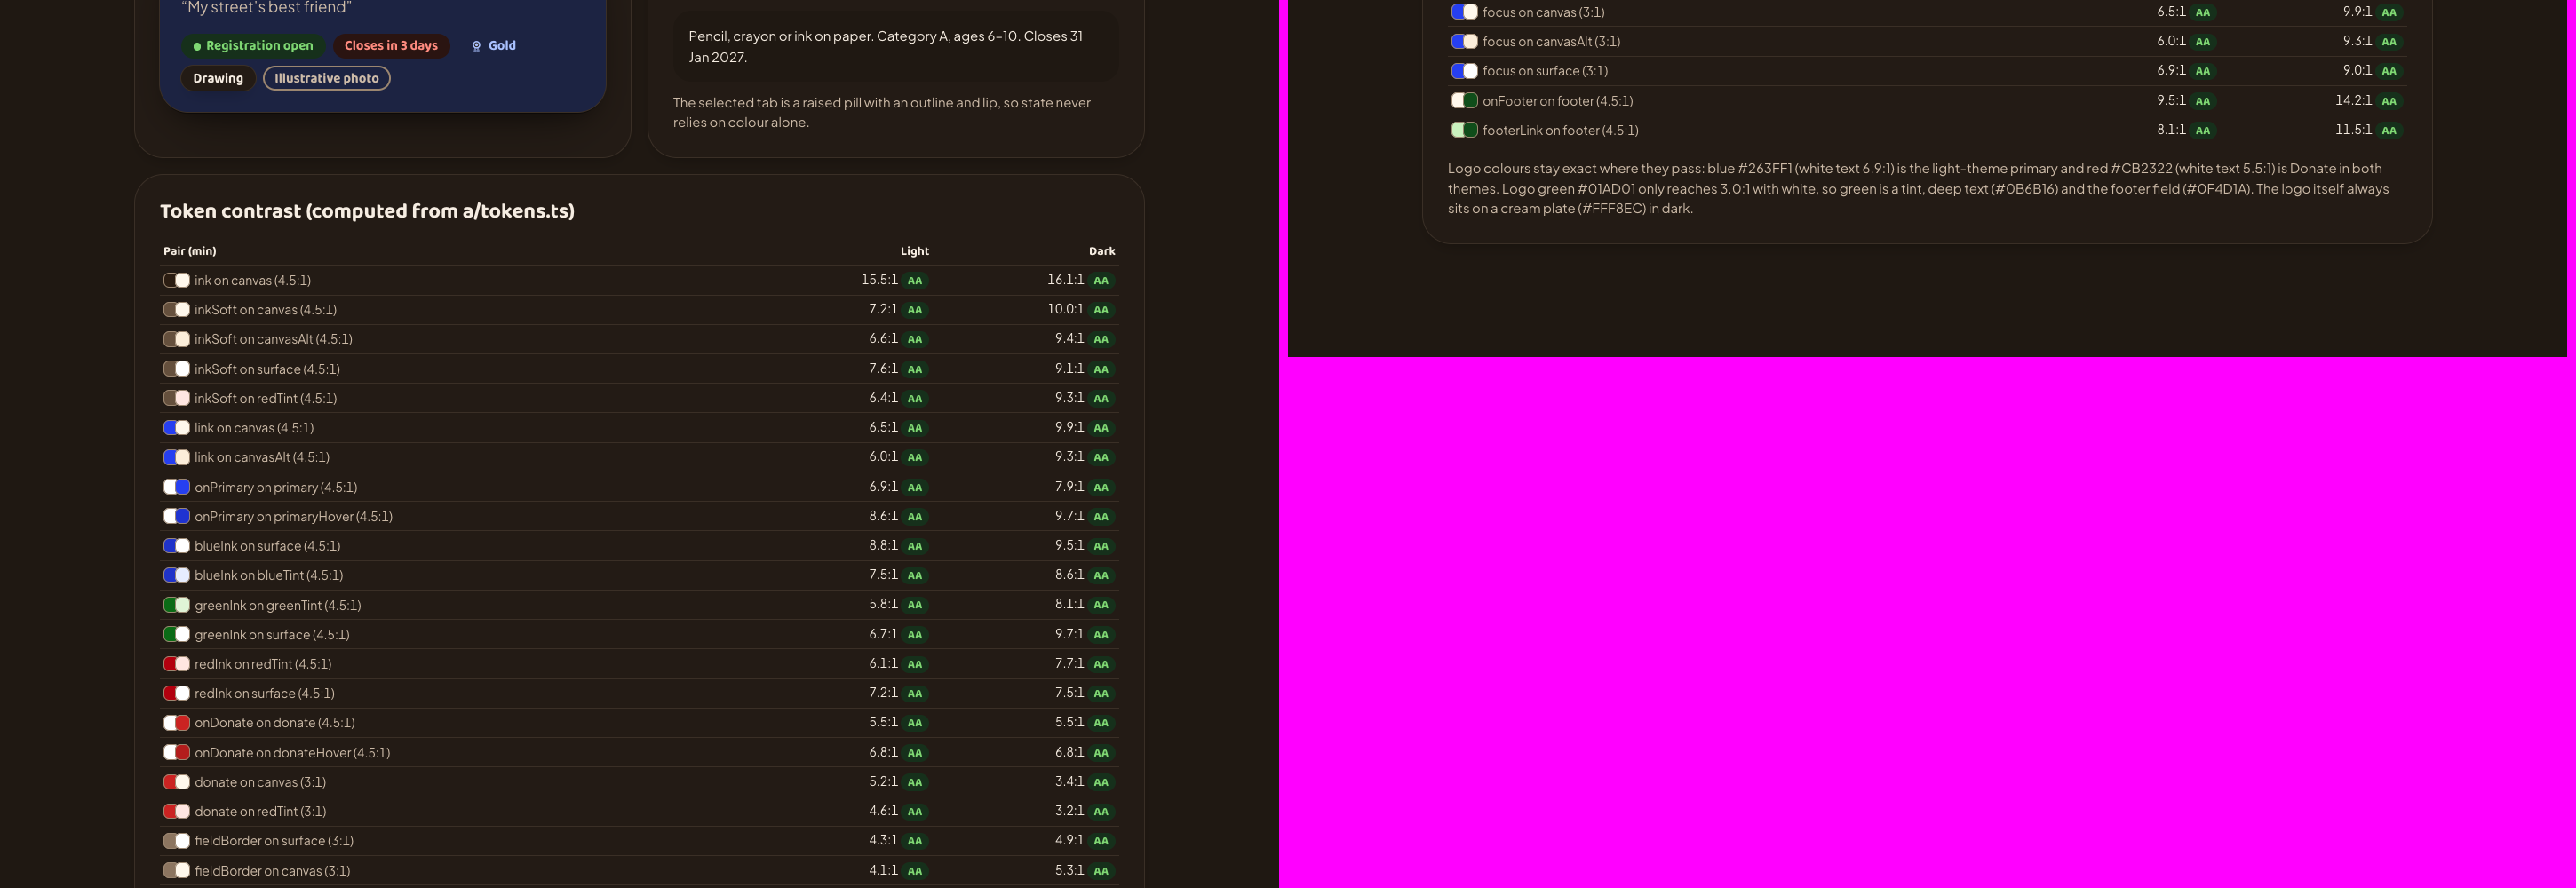 “My street’s best friend”
Registration open
Closes in 3 days
Gold
Drawing
Illustrative photo
Pencil, crayon or ink on paper. Category A, ages 6–10. Closes 31
Jan 2027.
The selected tab is a raised pill with an outline and lip, so state never
relies on colour alone.
Token contrast (computed from a/tokens.ts)
Pair (min) Light Dark
ink on canvas (4.5:1) 15.5:1 AA 16.1:1 AA
inkSoft on canvas (4.5:1) 7.2:1 AA 10.0:1 AA
inkSoft on canvasAlt (4.5:1) 6.6:1 AA 9.4:1 AA
inkSoft on surface (4.5:1) 7.6:1 AA 9.1:1 AA
inkSoft on redTint (4.5:1) 6.4:1 AA 9.3:1 AA
link on canvas (4.5:1) 6.5:1 AA 9.9:1 AA
link on canvasAlt (4.5:1) 6.0:1 AA 9.3:1 AA
onPrimary on primary (4.5:1) 6.9:1 AA 7.9:1 AA
onPrimary on primaryHover (4.5:1) 8.6:1 AA 9.7:1 AA
blueInk on surface (4.5:1) 8.8:1 AA 9.5:1 AA
blueInk on blueTint (4.5:1) 7.5:1 AA 8.6:1 AA
greenInk on greenTint (4.5:1) 5.8:1 AA 8.1:1 AA
greenInk on surface (4.5:1) 6.7:1 AA 9.7:1 AA
redInk on redTint (4.5:1) 6.1:1 AA 7.7:1 AA
redInk on surface (4.5:1) 7.2:1 AA 7.5:1 AA
onDonate on donate (4.5:1) 5.5:1 AA 5.5:1 AA
onDonate on donateHover (4.5:1) 6.8:1 AA 6.8:1 AA
donate on canvas (3:1) 5.2:1 AA 3.4:1 AA
donate on redTint (3:1) 4.6:1 AA 3.2:1 AA
fieldBorder on surface (3:1) 4.3:1 AA 4.9:1 AA
fieldBorder on canvas (3:1) 4.1:1 AA 5.3:1 AA
focus on canvas (3:1) 6.5:1 AA 9.9:1 AA
focus on canvasAlt (3:1) 6.0:1 AA 9.3:1 AA
focus on surface (3:1) 6.9:1 AA 9.0:1 AA
onFooter on footer (4.5:1) 9.5:1 AA 14.2:1 AA
footerLink on footer (4.5:1) 8.1:1 AA 11.5:1 AA
Logo colours stay exact where they pass: blue #263FF1 (white text 6.9:1) is the light-theme primary and red #CB2322 (white text 5.5:1) is Donate in both
themes. Logo green #01AD01 only reaches 3.0:1 with white, so green is a tint, deep text (#0B6B16) and the footer field (#0F4D1A). The logo itself always
sits on a cream plate (#FFF8EC) in dark.